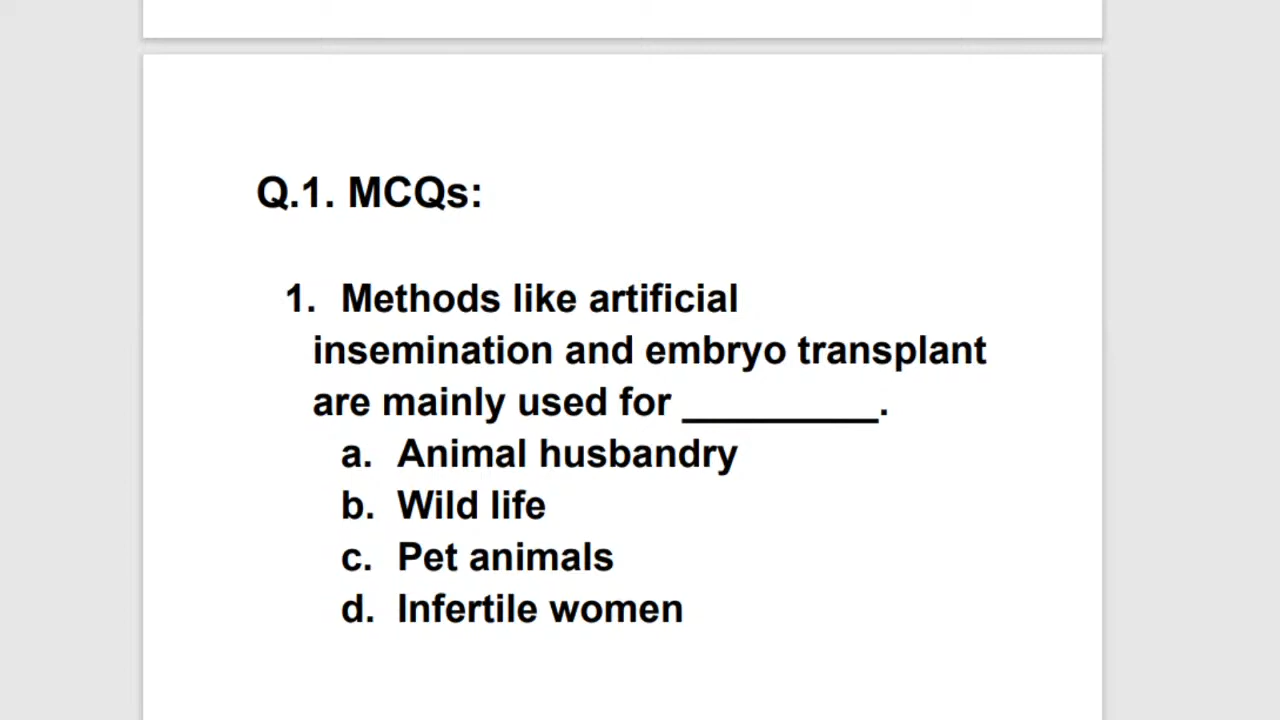 Q.1. MCQs:
1. Methods like artificial
insemination and embryo transplant
are mainly used for _________.
a. Animal husbandry
b. Wild life
c. Pet animals
d. Infertile women